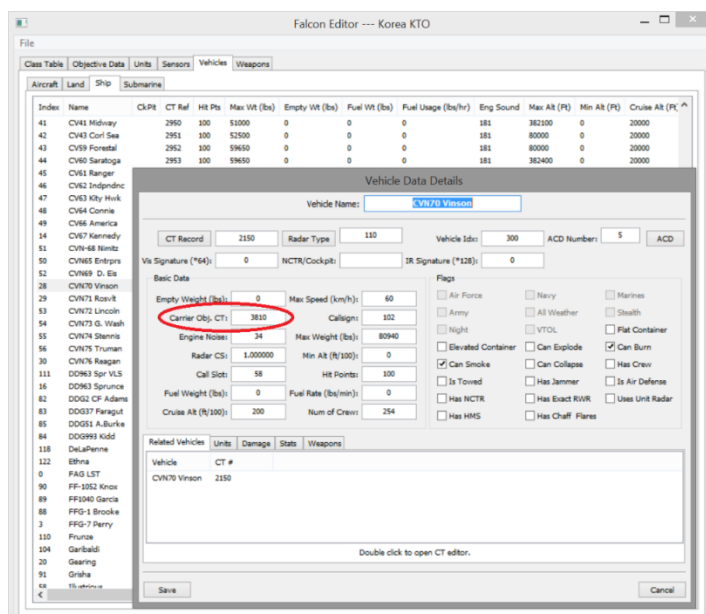 Falcon Editor --- Korea KTO
File
Class Table Objective Data Units Sensors Vehicles Weapons
Aircraft Land Ship Submarine
Index Name CkPit CT Ref Hit Pts Max Wt (lbs) Empty Wt (lbs) Fuel Wt (lbs) Fuel Usage (lbs/hr) Eng Sound Max Alt (Ft) Min Alt (Ft) Cruise Alt (Ft
41 CV41 Midway 2950 100 51000 0 0 0 181 382100 0 20000
42 CV43 Corl Sea 2951 100 52500 0 0 0 181 80000 0 20000
43 CV59 Forestal 2952 100 59650 0 0 0 181 80000 0 20000
44 CV60 Saratoga 2953 100 59650 0 0 0 181 382400 0 20000
45 CV61 Ranger
46 CV62 Indpndnc
47 CV63 Kity Hwk
48 CV64 Connie
49 CV66 America
14 CV67 Kennedy
51 CVN-68 Nimitz
50 CVN65 Entrprs
52 CVN69 D. Eis
28 CVN70 Vinson
29 CVN71 Rosvlt
53 CVN72 Lincoln
54 CVN73 G. Wash
55 CVN74 Stennis
56 CVN75 Truman
30 CVN76 Reagan
111 DD963 Spr VLS
16 DD963 Sprunce
82 DDG2 CF Adams
83 DDG37 Faragut
85 DDG51 A.Burke
84 DDG993 Kidd
118 DeLaPenne
122 Ethna
0 FAG LST
90 FF-1052 Knox
89 FF1040 Garcia
88 FFG-1 Brooke
3 FFG-7 Perry
110 Frunze
104 Garibaldi
20 Gearing
91 Grisha
58 Illustrious
Vehicle Data Details
Vehicle Name: CVN70 Vinson
CT Record 2150 Radar Type 110 Vehicle Idx: 300 ACD Number: 5 ACD
Vis Signature (*64): 0 NCTR/Cockpit: IR Signature (*128): 0
Basic Data
Empty Weight (lbs): 0 Max Speed (km/h): 60
Carrier Obj. CT: 3810 Callsign: 102
Engine Noise: 34 Max Weight (lbs): 80940
Radar CS: 1.000000 Min Alt (ft/100): 0
Call Slot: 58 Hit Points: 100
Fuel Weight (lbs): 0 Fuel Rate (lbs/min): 0
Cruise Alt (ft/100): 200 Num of Crew: 254
Flags
Air Force Navy Marines
Army All Weather Stealth
Night VTOL Flat Container
Elevated Container Can Explode Can Burn
Can Smoke Can Collapse Has Crew
Is Towed Has Jammer Is Air Defense
Has NCTR Has Exact RWR Uses Unit Radar
Has HMS Has Chaff Flares
Related Vehicles Units Damage Stats Weapons
Vehicle CT #
CVN70 Vinson 2150
Double click to open CT editor.
Save Cancel